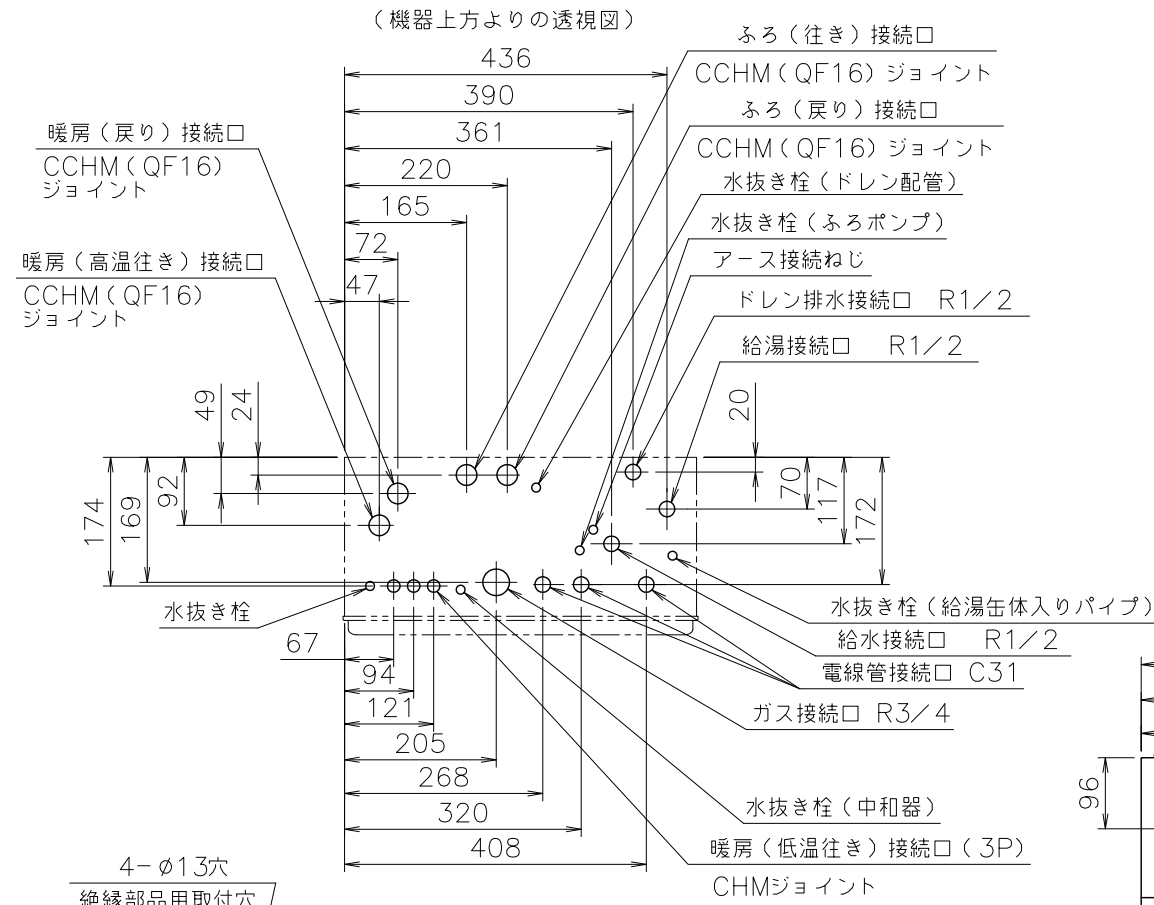 (機器上方よりの透視図)
436
390
361
220
165
72
47
ふろ(往き)接続口
CCHM(QF16)ジョイント
ふろ(戻り)接続口
CCHM(QF16)ジョイント
水抜き栓(ドレン配管)
水抜き栓(ふろポンプ)
アース接続ねじ
ドレン排水接続口 R1/2
給湯接続口 R1/2
暖房(戻り)接続口
CCHM(QF16)
ジョイント
暖房(高温往き)接続口
CCHM(QF16)
ジョイント
49
24
174
169
92
20
70
117
172
水抜き栓
67
94
121
205
268
320
408
水抜き栓(給湯缶体入りパイプ)
給水接続口 R1/2
電線管接続口 C31
ガス接続口 R3/4
水抜き栓(中和器)
暖房(低温往き)接続口(3P)
CHMジョイント
96
4-φ13穴
絶縁部品用取付穴